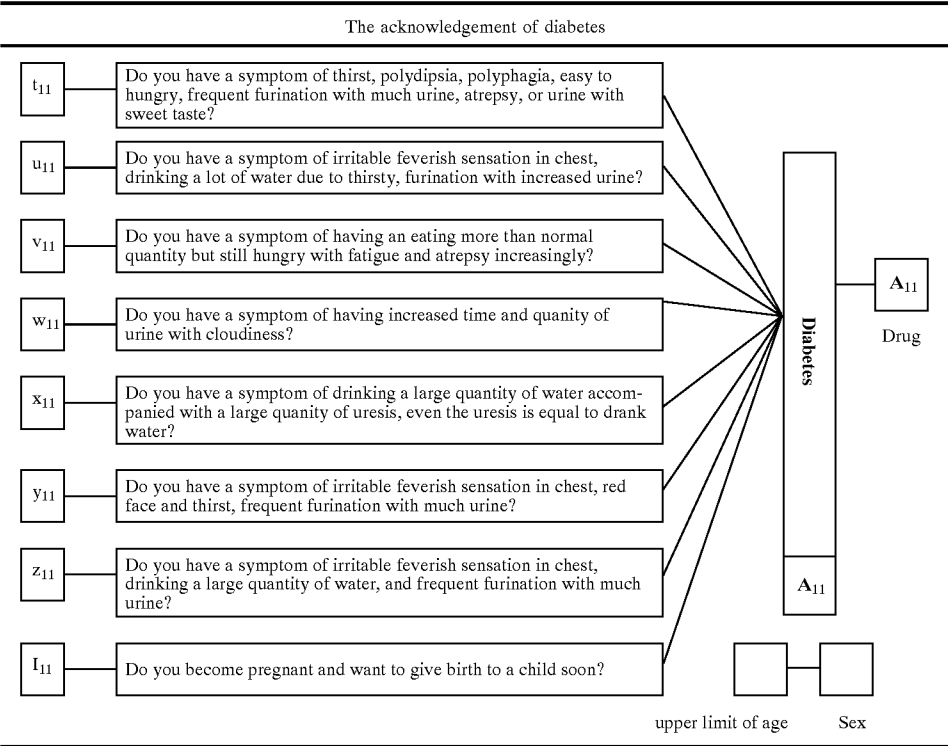 The acknowledgement of diabetes
t11
Do you have a symptom of thirst, polydipsia, polyphagia, easy to
hungry, frequent furination with much urine, atrepsy, or urine with
sweet taste?
u11
Do you have a symptom of irritable feverish sensation in chest,
drinking a lot of water due to thirsty, furination with increased urine?
v11
Do you have a symptom of having an eating more than normal
quantity but still hungry with fatigue and atrepsy increasingly?
w11
Do you have a symptom of having increased time and quanity of
urine with cloudiness?
x11
Do you have a symptom of drinking a large quantity of water accom-
panied with a large quanity of uresis, even the uresis is equal to drank
water?
y11
Do you have a symptom of irritable feverish sensation in chest, red
face and thirst, frequent furination with much urine?
z11
Do you have a symptom of irritable feverish sensation in chest,
drinking a large quantity of water, and frequent furination with much
urine?
I11
Do you become pregnant and want to give birth to a child soon?
Diabetes
A11
A11
Drug
upper limit of age
Sex